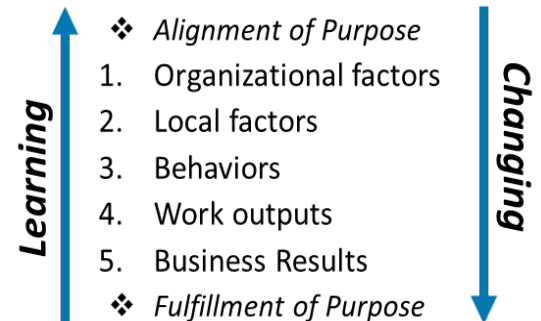 Learning
❖ Alignment of Purpose
1. Organizational factors
2. Local factors
3. Behaviors
4. Work outputs
5. Business Results
❖ Fulfillment of Purpose
Changing